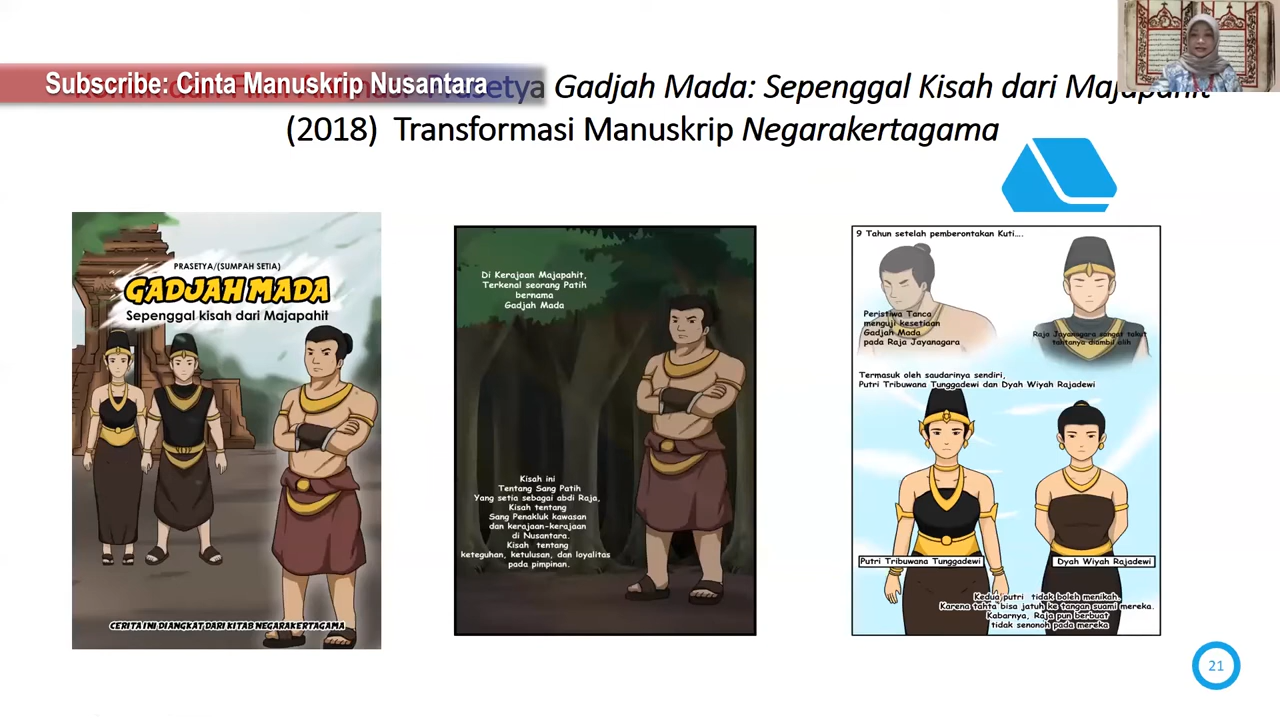 Subscribe: Cinta Manuskrip Nusantara
Prasetya Gadjah Mada: Sepenggal Kisah dari Majapahit
(2018) Transformasi Manuskrip Negarakertagama
PRASETYA/(SUMPAH SETIA)
GADJAH MADA
Sepenggal kisah dari Majapahit
CERITA INI DIANGKAT DARI KITAB NEGARAKERTAGAMA
Di Kerajaan Majapahit,
Terkenal seorang Patih
bernama
Gadjah Mada
Kisah ini
Tentang Sang Patih
Yang setia sebagai abdi Raja,
Kisah tentang
Sang Penakluk kawasan
dan kerajaan-kerajaan
di Nusantara.
Kisah tentang
keteguhan, ketulusan, dan loyalitas
pada pimpinan.
9 Tahun setelah pemberontakan Kuti....
Peristiwa Tanca
menguji kesetiaan
Gadjah Mada
pada Raja Jayanagara
Raja Jayanagara sangat takut
tahtanya diambil alih
Termasuk oleh saudarinya sendiri,
Putri Tribuwana Tunggadewi dan Dyah Wiyah Rajadewi
Putri Tribuwana Tunggadewi
Dyah Wiyah Rajadewi
Kedua putri tidak boleh menikah.
Karena tahta bisa jatuh ke tangan suami mereka.
Kabarnya, Raja pun berbuat
tidak senonoh pada mereka
21